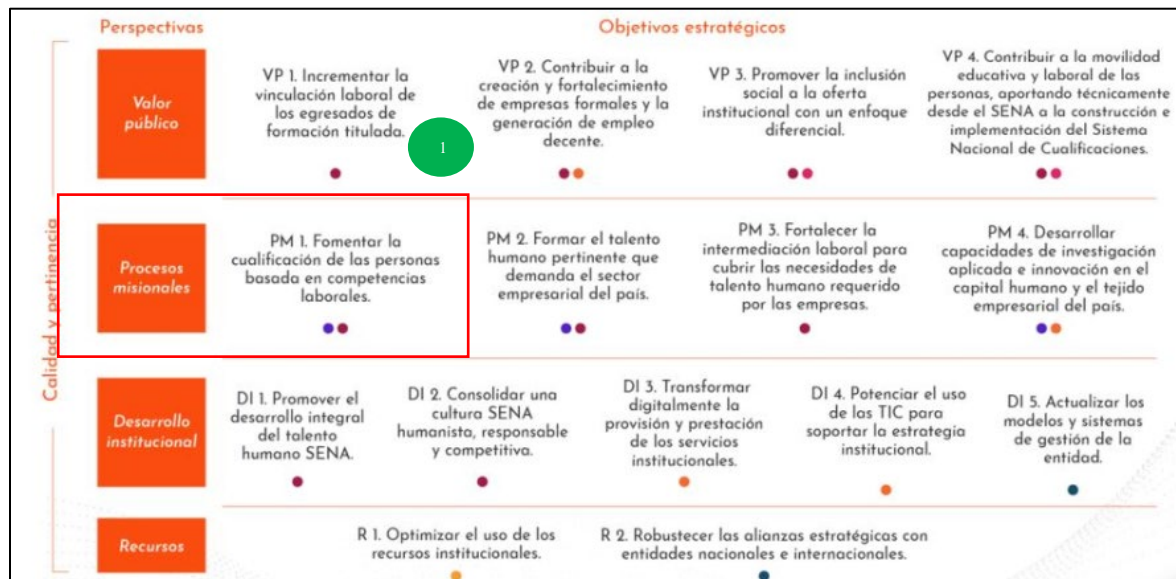 Perspectivas
Objetivos estratégicos
Calidad y pertinencia
Valor
público
VP 1. Incrementar la
vinculación laboral de
los egresados de
formación titulada.
1
VP 2. Contribuir a la
creación y fortalecimiento
de empresas formales y la
generación de empleo
decente.
VP 3. Promover la inclusión
social a la oferta
institucional con un enfoque
diferencial.
VP 4. Contribuir a la movilidad
educativa y laboral de las
personas, aportando técnicamente
desde el SENA a la construcción e
implementación del Sistema
Nacional de Cualificaciones.
Procesos
misionales
PM 1. Fomentar la
cualificación de las personas
basada en competencias
laborales.
PM 2. Formar el talento
humano pertinente que
demanda el sector
empresarial del país.
PM 3. Fortalecer la
intermediación laboral para
cubrir las necesidades de
talento humano requerido
por las empresas.
PM 4. Desarrollar
capacidades de investigación
aplicada e innovación en el
capital humano y el tejido
empresarial del país.
Desarrollo
institucional
DI 1. Promover el
desarrollo integral
del talento
humano SENA.
DI 2. Consolidar una
cultura SENA
humanista, responsable
y competitiva.
DI 3. Transformar
digitalmente la
provisión y prestación
de los servicios
institucionales.
DI 4. Potenciar el uso
de las TIC para
soportar la estrategia
institucional.
DI 5. Actualizar los
modelos y sistemas
de gestión de la
entidad.
Recursos
R 1. Optimizar el uso de los
recursos institucionales.
R 2. Robustecer las alianzas estratégicas con
entidades nacionales e internacionales.